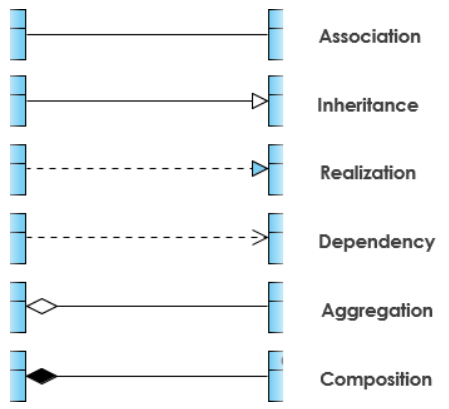 Association
Inheritance
Realization
Dependency
Aggregation
Composition